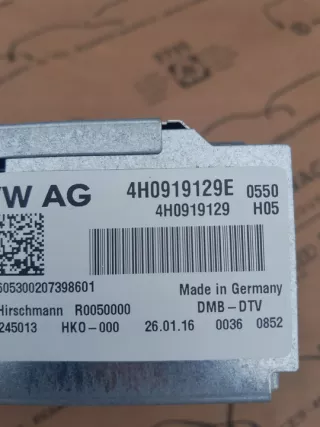 VW AG
4H0919129E 0550
4H0919129 H05
605300207398601
Made in Germany
Hirschmann R0050000
DMB-DTV
245013 HKO-000
26.01.16 0036 0852